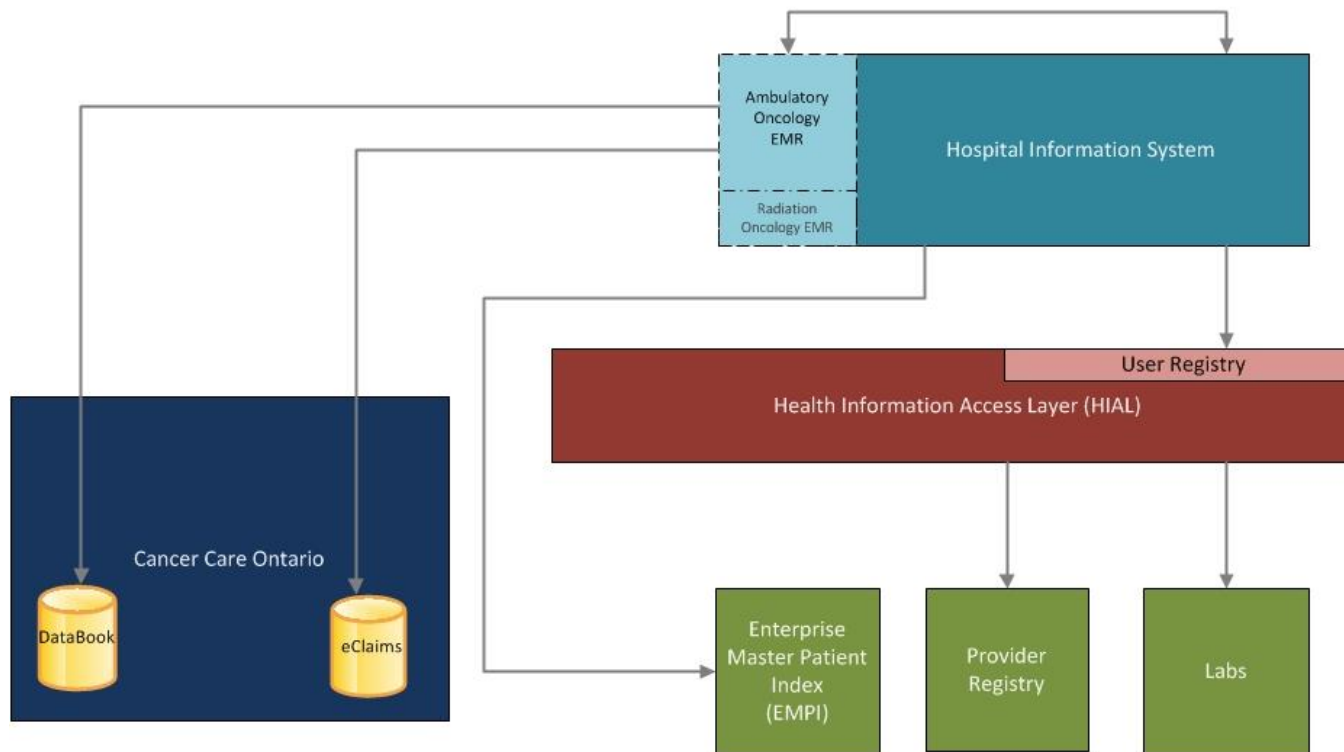 Ambulatory
Oncology
EMR
Hospital Information System
Radiation
Oncology EMR
User Registry
Health Information Access Layer (HIAL)
Cancer Care Ontario
DataBook
eClaims
Enterprise
Master Patient
Index
(EMPI)
Provider
Registry
Labs